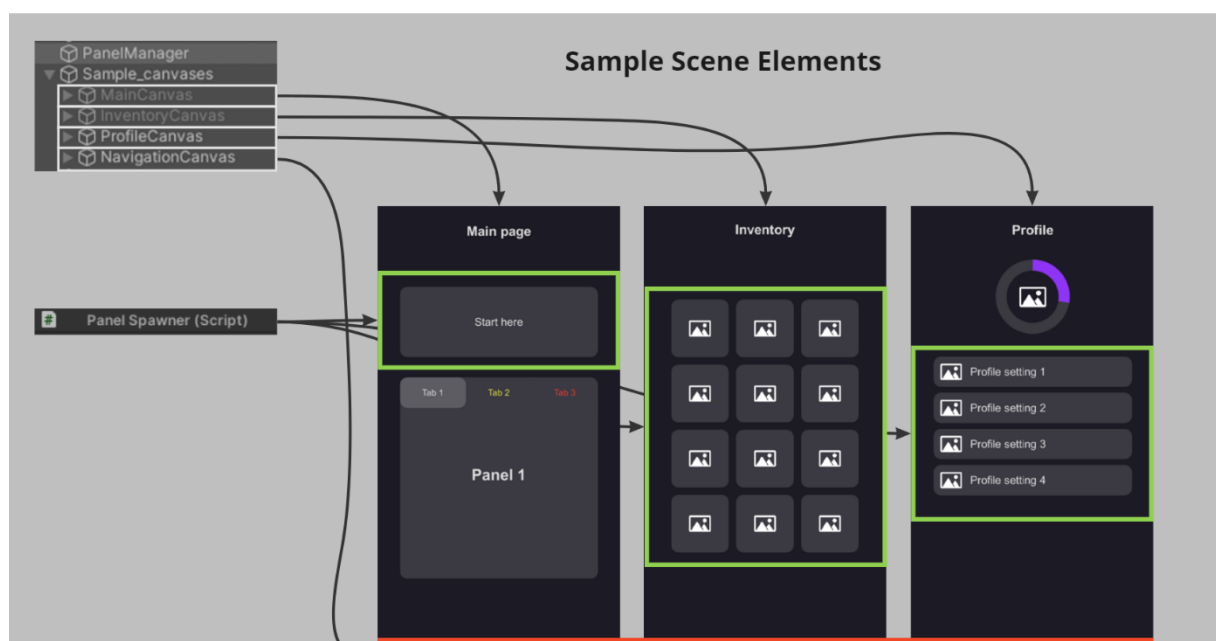 PanelManager
Sample_canvases
MainCanvas
InventoryCanvas
ProfileCanvas
NavigationCanvas
Sample Scene Elements
# Panel Spawner (Script)
Main page
Start here
Tab 1 Tab 2 Tab 3
Panel 1
Inventory
Profile
Profile setting 1
Profile setting 2
Profile setting 3
Profile setting 4